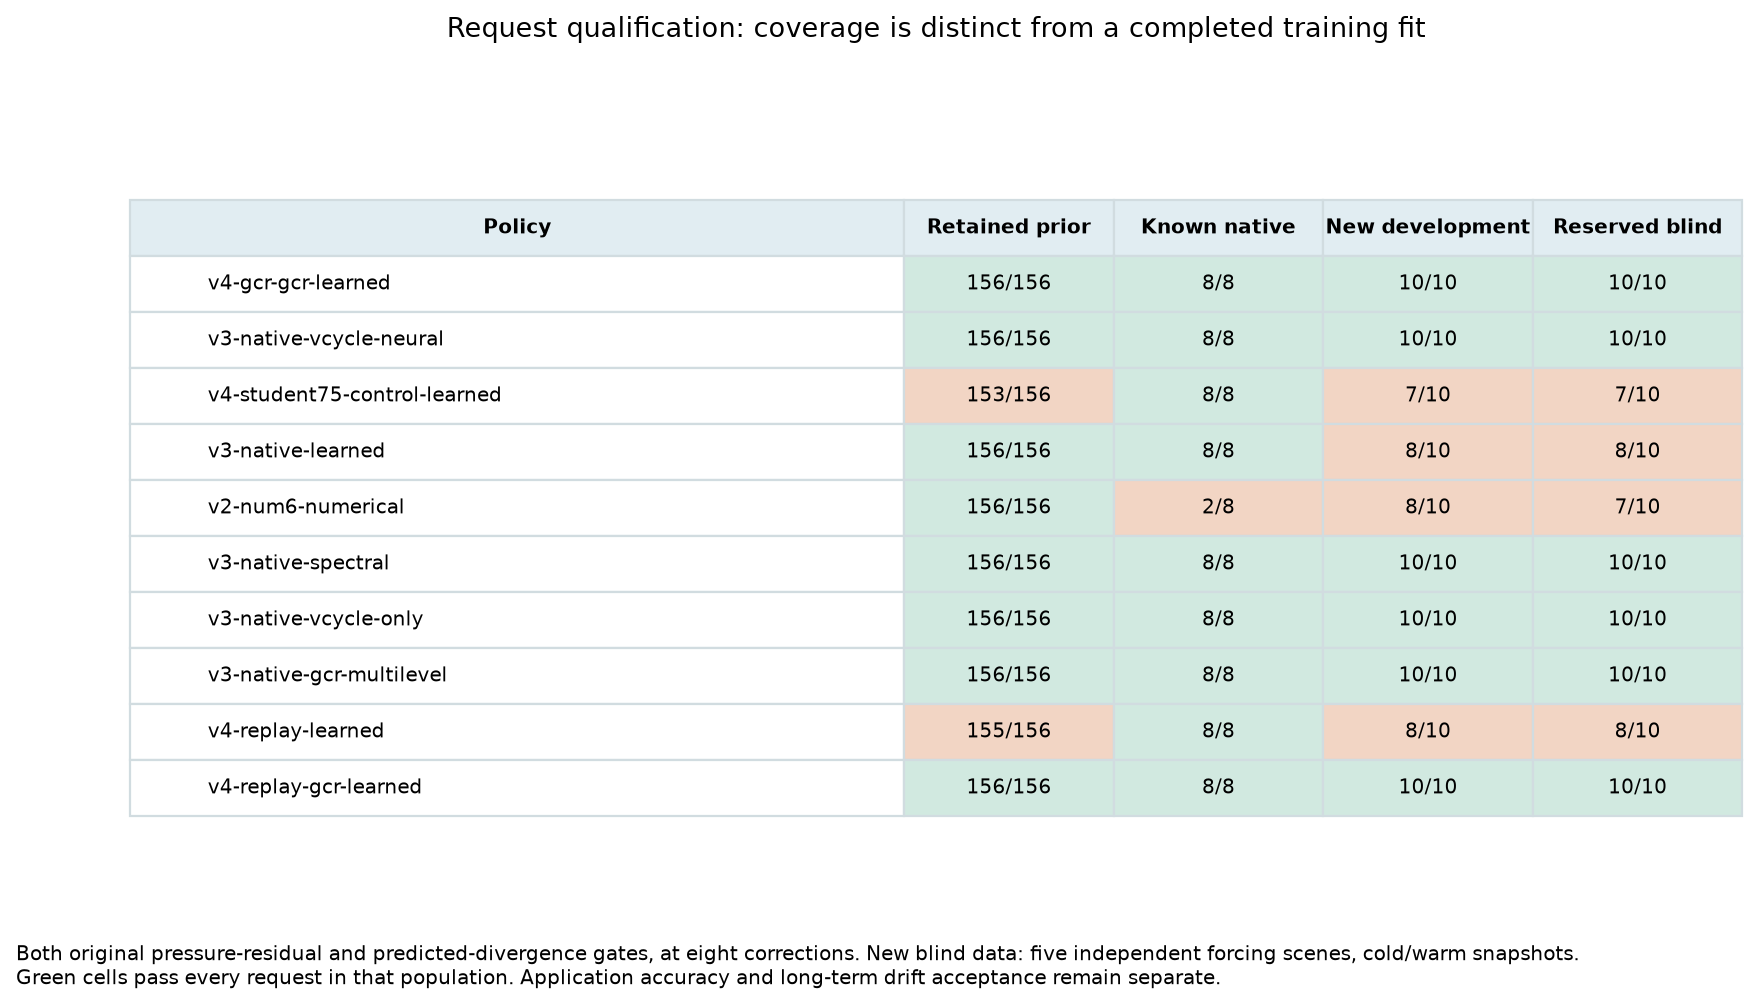 Request qualification: coverage is distinct from a completed training fit
Policy Retained prior Known native New development Reserved blind
v4-gcr-gcr-learned 156/156 8/8 10/10 10/10
v3-native-vcycle-neural 156/156 8/8 10/10 10/10
v4-student75-control-learned 153/156 8/8 7/10 7/10
v3-native-learned 156/156 8/8 8/10 8/10
v2-num6-numerical 156/156 2/8 8/10 7/10
v3-native-spectral 156/156 8/8 10/10 10/10
v3-native-vcycle-only 156/156 8/8 10/10 10/10
v3-native-gcr-multilevel 156/156 8/8 10/10 10/10
v4-replay-learned 155/156 8/8 8/10 8/10
v4-replay-gcr-learned 156/156 8/8 10/10 10/10
Both original pressure-residual and predicted-divergence gates, at eight corrections. New blind data: five independent forcing scenes, cold/warm snapshots.
Green cells pass every request in that population. Application accuracy and long-term drift acceptance remain separate.